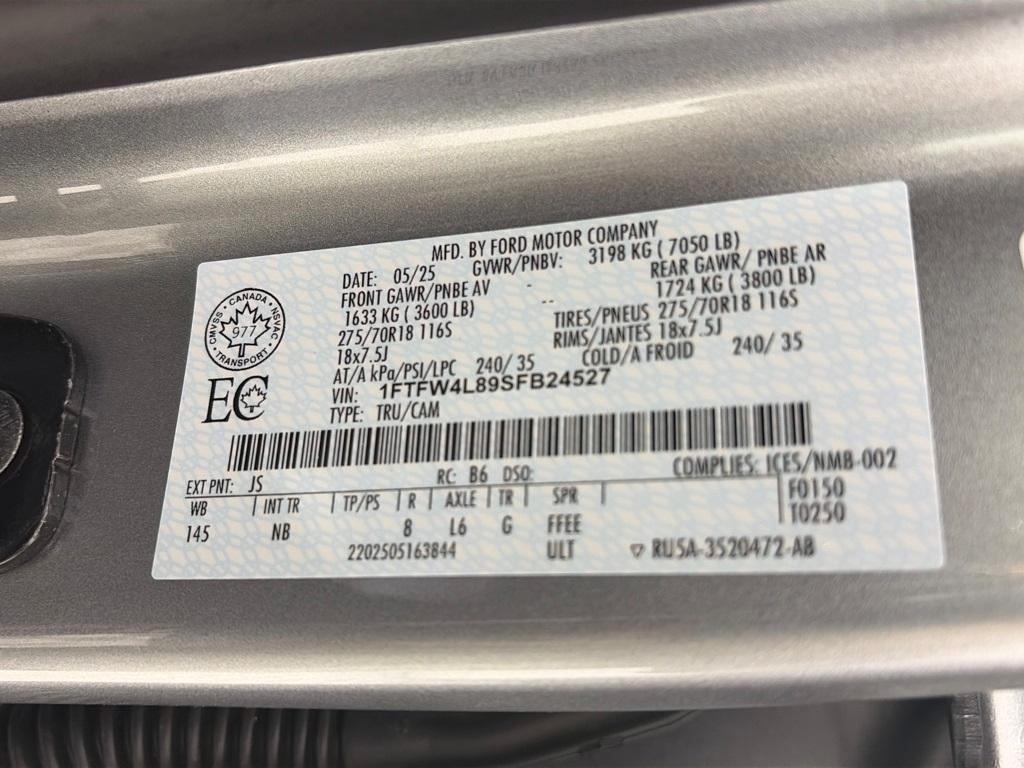 MFD. BY FORD MOTOR COMPANY
DATE: 05/25 GVWR/PNBV: 3198 KG ( 7050 LB)
FRONT GAWR/PNBE AV REAR GAWR/ PNBE AR
1633 KG ( 3600 LB) 1724 KG ( 3800 LB)
275/70R18 116S TIRES/PNEUS 275/70R18 116S
18x7.5J RIMS/JANTES 18x7.5J
AT/A kPa/PSI/LPC 240/ 35 COLD/A FROID 240/ 35
VIN: 1FTFW4L89SFB24527
TYPE: TRU/CAM
CANADA
CMVSS NSVAC
977
TRANSPORT
EC
COMPLIES: ICES/NMB-002
EXT PNT: JS RC: B6 DSO:
WB INT TR TP/PS R AXLE TR SPR F0150
145 NB 8 L6 G FFEE T0250
2202505163844 ULT RU5A-3520472-AB